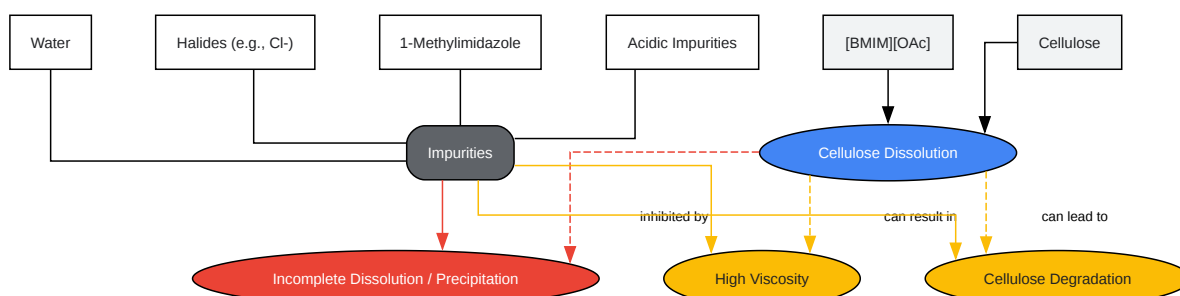 Water
Halides (e.g., Cl-)
1-Methylimidazole
Acidic Impurities
[BMIM][OAc]
Cellulose
Impurities
Cellulose Dissolution
inhibited by
can result in
can lead to
Incomplete Dissolution / Precipitation
High Viscosity
Cellulose Degradation